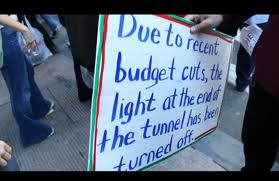 Due to recent
budget cuts, the
light at the end of
the tunnel has been
turned off.